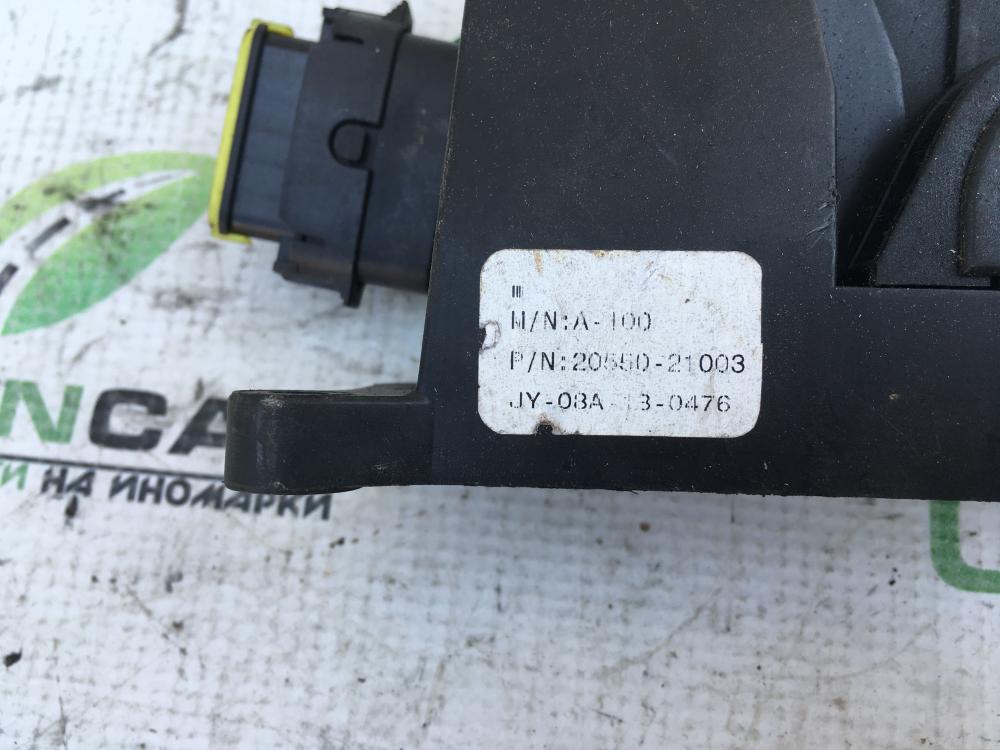 M/N:A-100
P/N:20550-21003
JY-08A-13-0476
NCA
НА ИНОМАРКИ